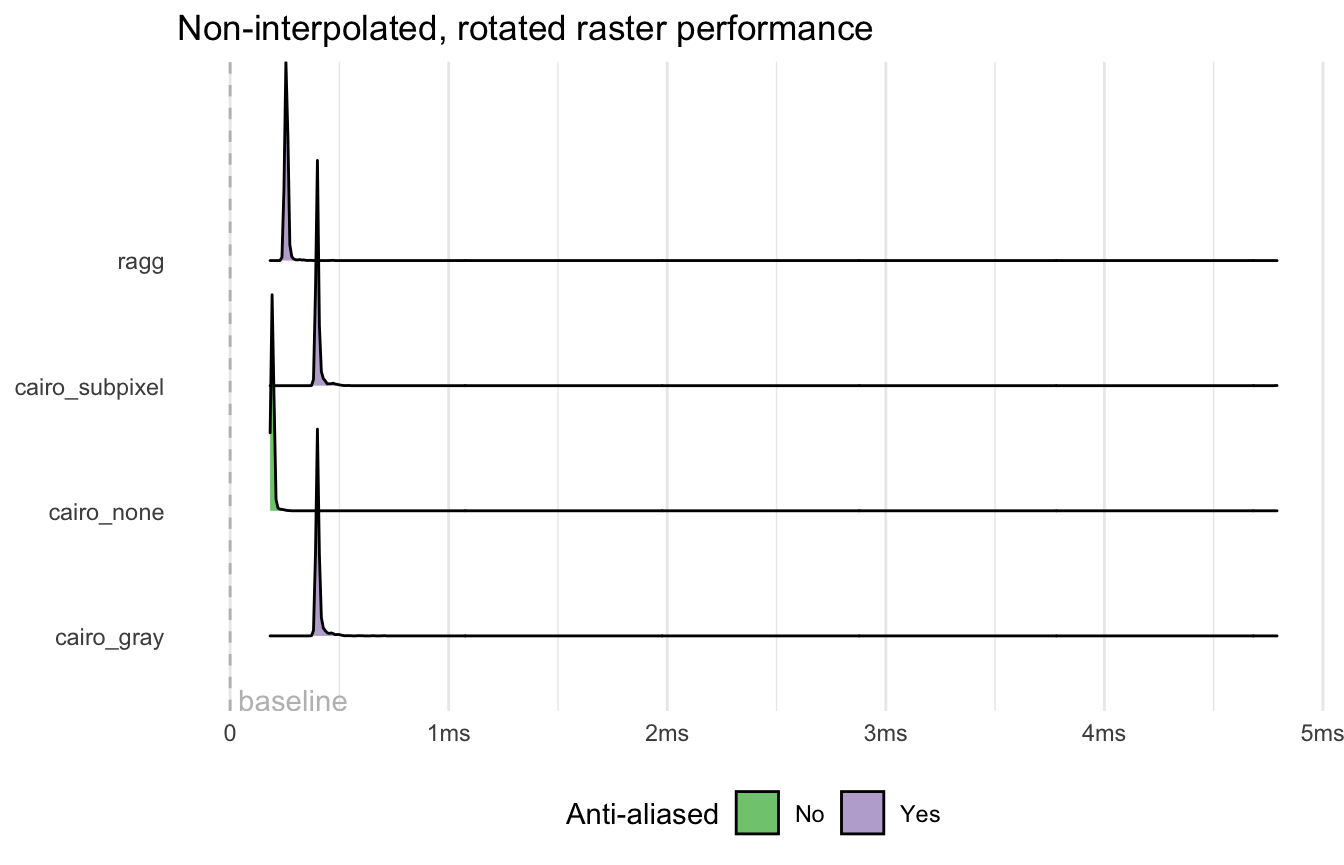 Non-interpolated, rotated raster performance
ragg
cairo_subpixel
cairo_none
cairo_gray
baseline
0 1ms 2ms 3ms 4ms 5ms
Anti-aliased No Yes